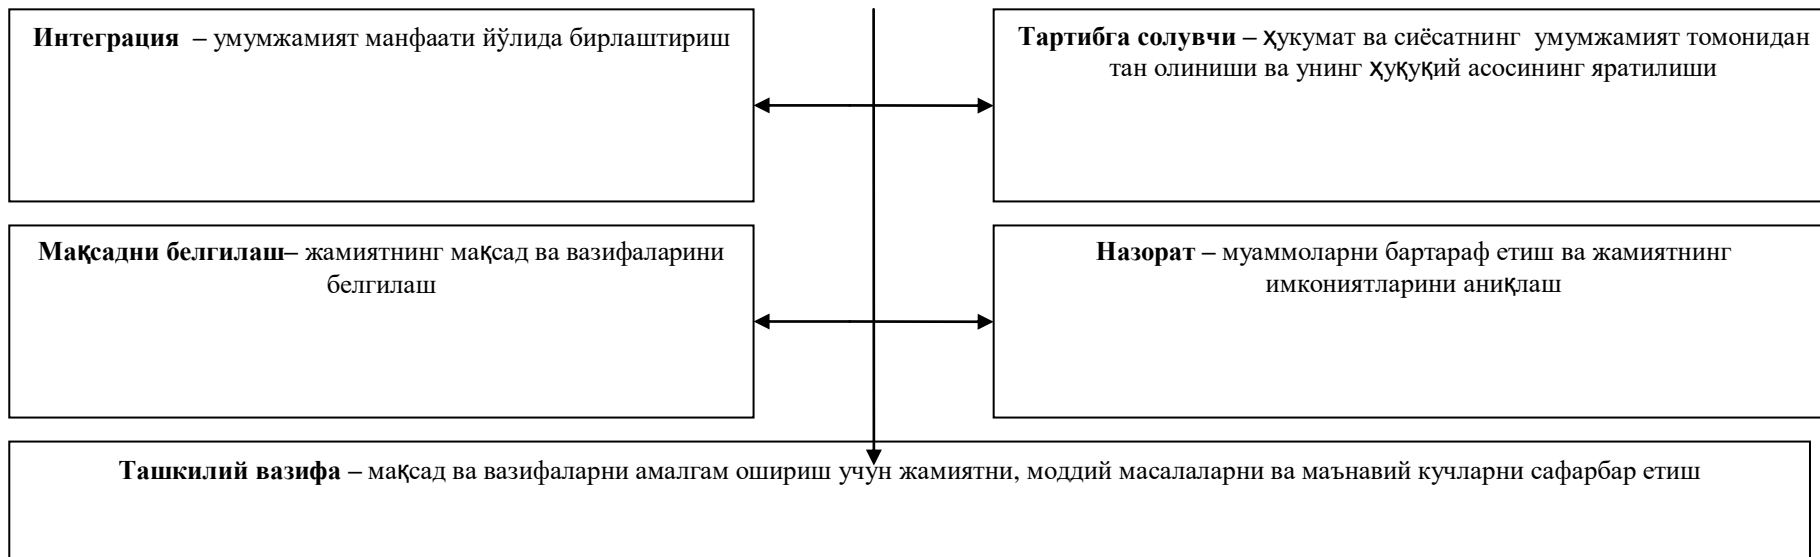 Интеграция – умумжамият манфаати йўлида бирлаштириш
Тартибга солувчи – ҳукумат ва сиёсатнинг умумжамият томонидан
тан олиниши ва унинг ҳуқуқий асосининг яратилиши
Мақсадни белгилаш– жамиятнинг мақсад ва вазифаларини
белгилаш
Назорат – муаммоларни бартараф етиш ва жамиятнинг
имкониятларини аниқлаш
Ташкилий вазифа – мақсад ва вазифаларни амалгам ошириш учун жамиятни, моддий масалаларни ва маънавий кучларни сафарбар етиш